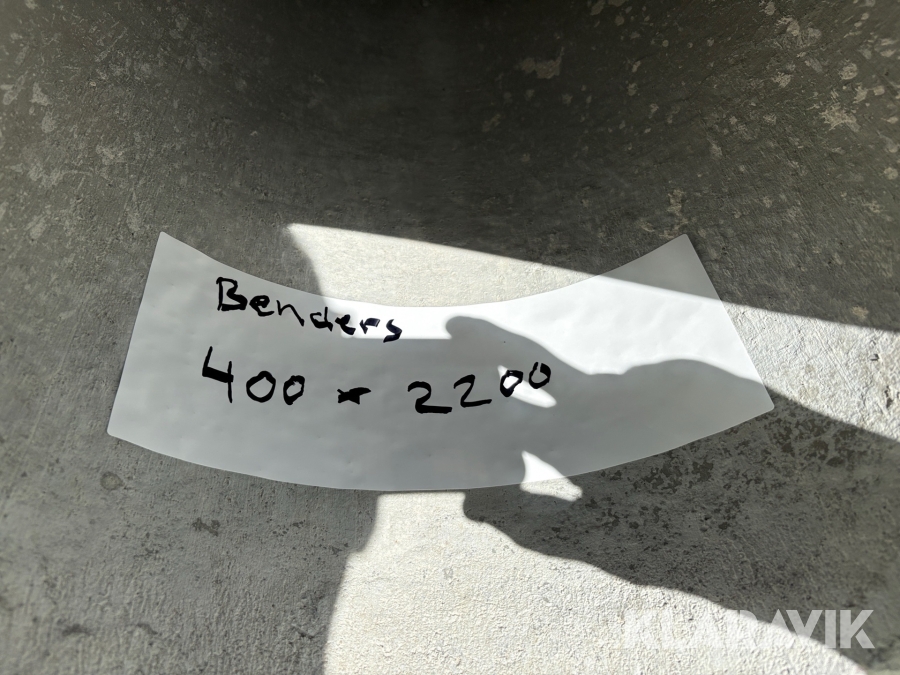 Benders
400 x 2200
KLARAVIK